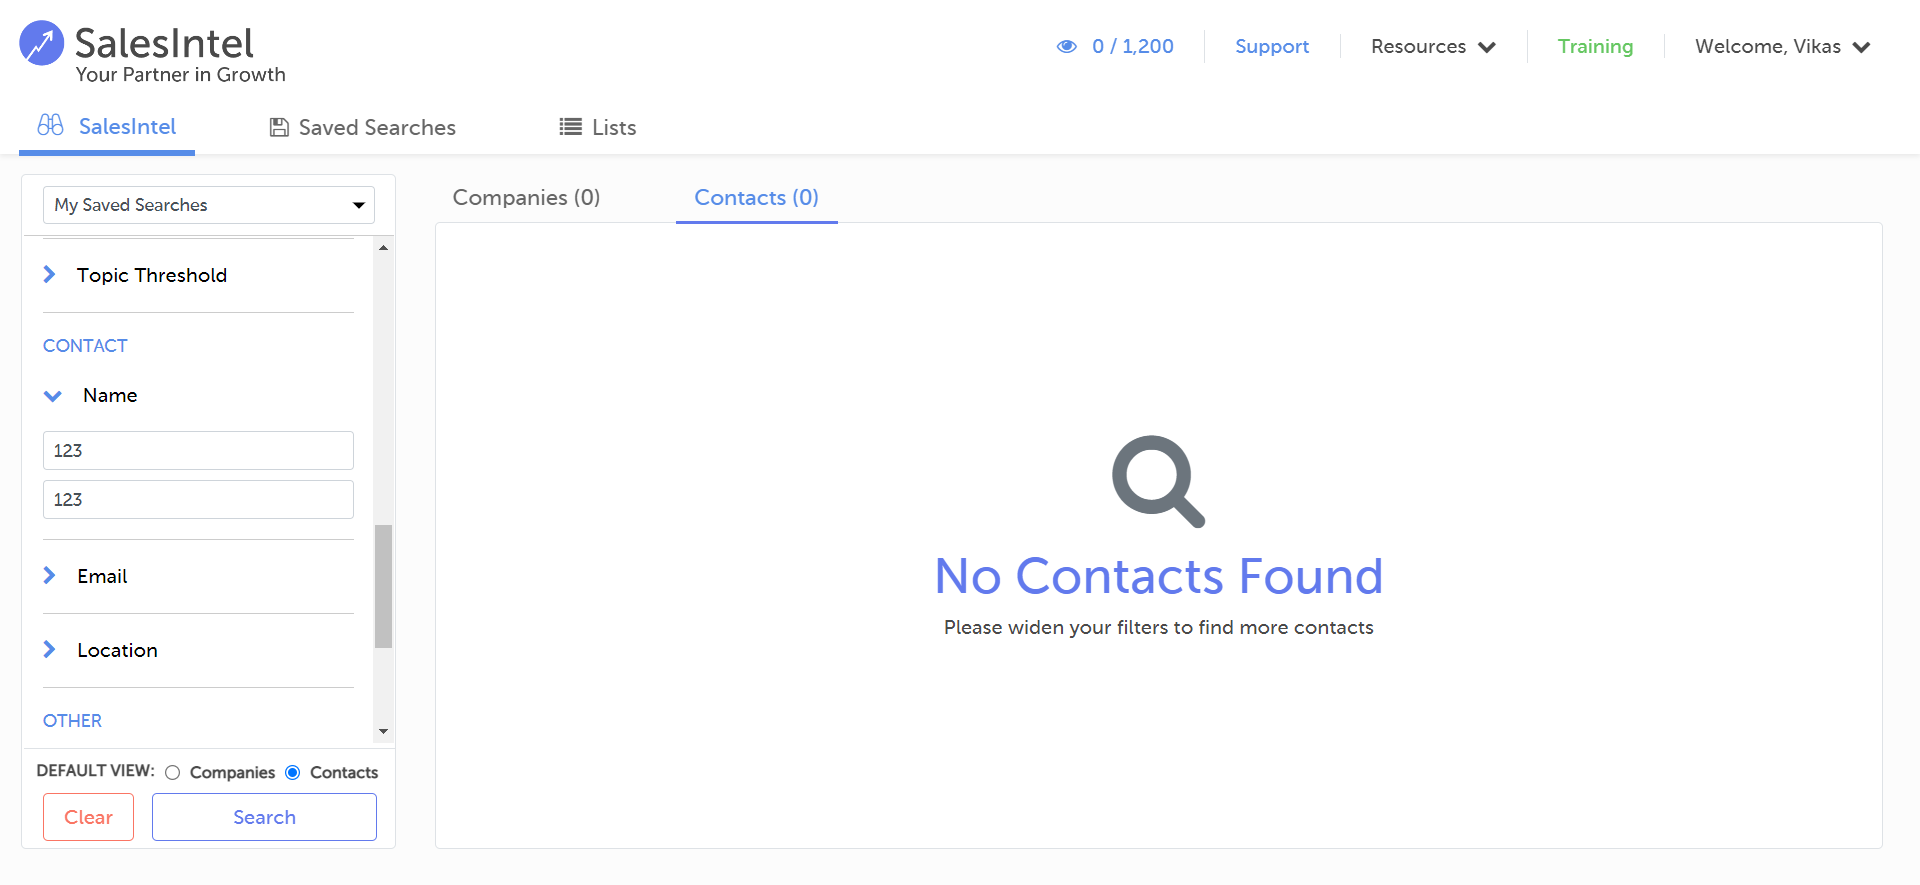 SalesIntel
Your Partner in Growth
0 / 1,200
Support
Resources
Training
Welcome, Vikas
SalesIntel
Saved Searches
Lists
My Saved Searches
Topic Threshold
CONTACT
Name
123
123
Email
Location
OTHER
DEFAULT VIEW: Companies Contacts
Clear
Search
Companies (0)
Contacts (0)
No Contacts Found
Please widen your filters to find more contacts